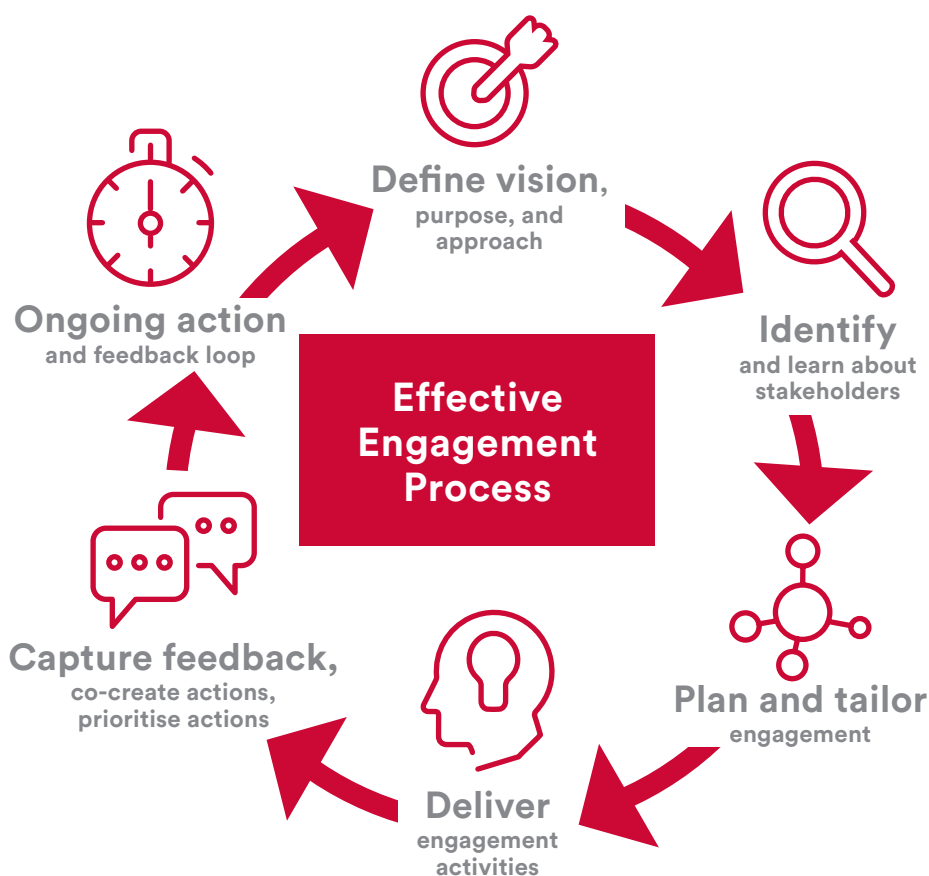 Define vision,
purpose, and
approach
Identify
and learn about
stakeholders
Plan and tailor
engagement
Deliver
engagement
activities
Capture feedback,
co-create actions,
prioritise actions
Ongoing action
and feedback loop
Effective
Engagement
Process